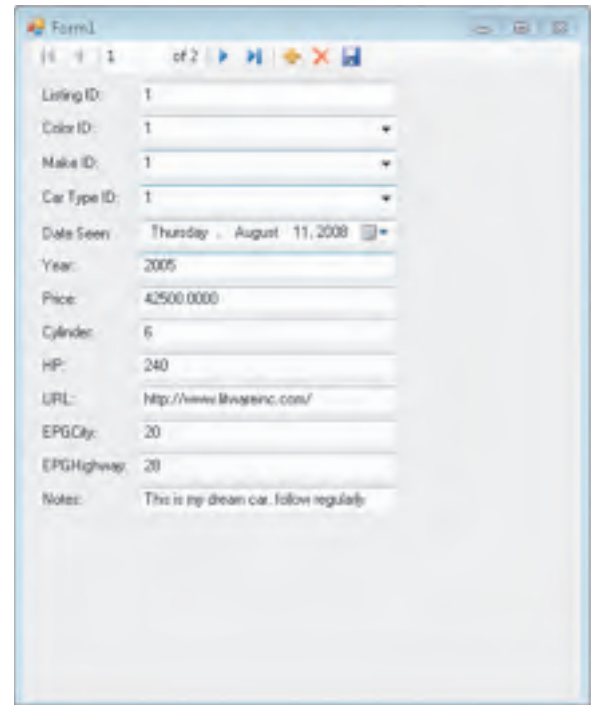 Form1
1 of 2
Listing ID: 1
Color ID: 1
Make ID: 1
Car Type ID: 1
Date Seen: Thursday , August 11, 2008
Year: 2005
Price: 42500.0000
Cylinder: 6
HP: 240
URL: http://www.litwareinc.com/
EPGCity: 20
EPGHighway: 28
Notes: This is my dream car. follow regularly